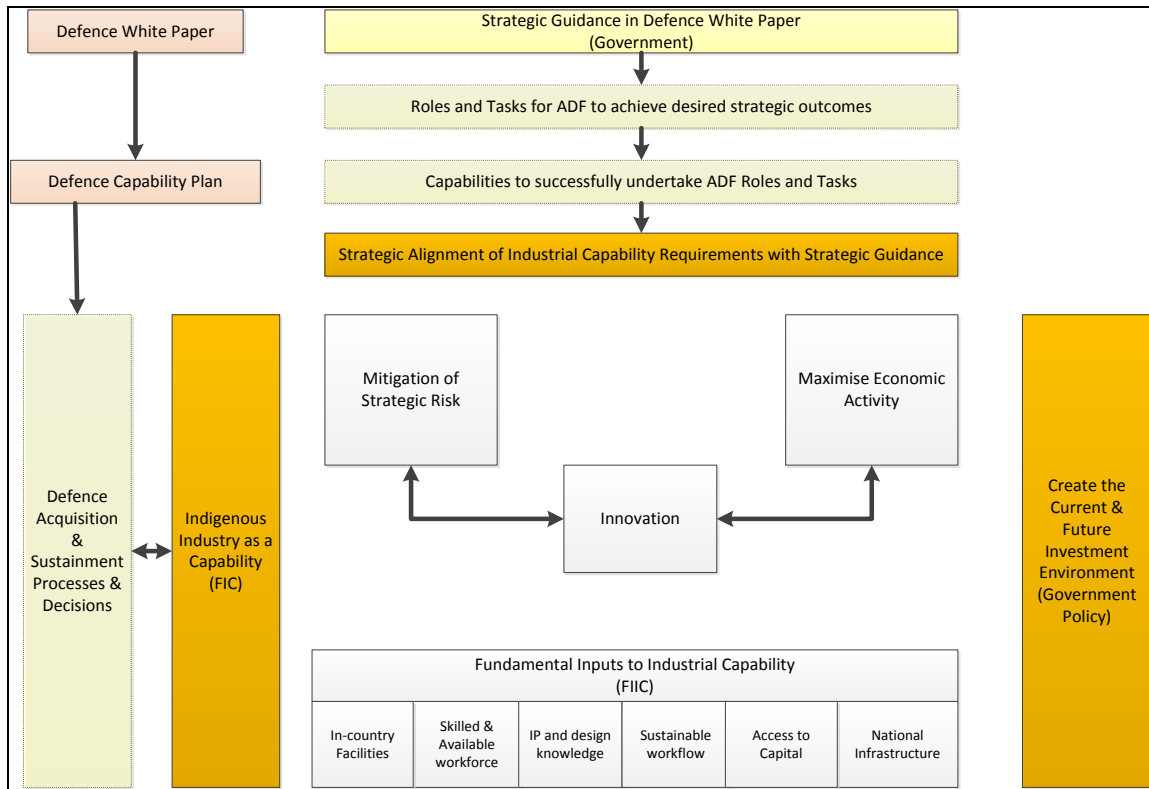 Defence White Paper
Strategic Guidance in Defence White Paper
(Government)
Roles and Tasks for ADF to achieve desired strategic outcomes
Defence Capability Plan
Capabilities to successfully undertake ADF Roles and Tasks
Strategic Alignment of Industrial Capability Requirements with Strategic Guidance
Defence
Acquisition
&
Sustainment
Processes &
Decisions
Indigenous
Industry as a
Capability
(FIC)
Mitigation of
Strategic Risk
Maximise Economic
Activity
Innovation
Create the
Current &
Future
Investment
Environment
(Government
Policy)
Fundamental Inputs to Industrial Capability
(FIIC)
In-country
Facilities
Skilled &
Available
workforce
IP and design
knowledge
Sustainable
workflow
Access to
Capital
National
Infrastructure